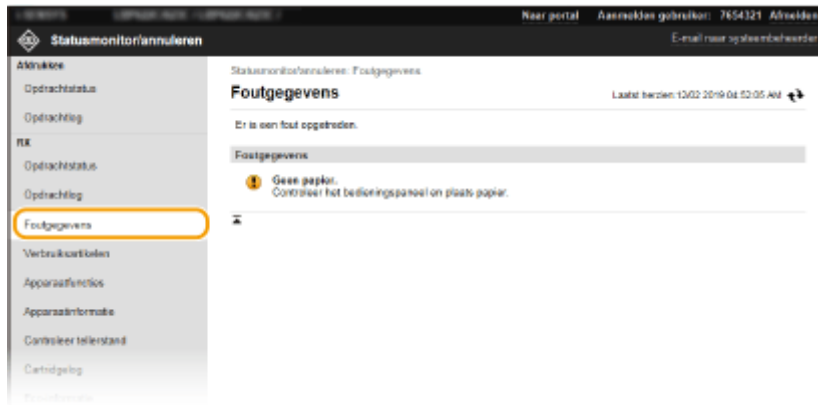 Naar portal Aanmelden gebruiker: 7654321 Afmelden
Statusmonitor/annuleren
E-mail naar systeembeheerder
Afdrukken
Opdrachtstatus
Opdrachtlog
RX
Opdrachtstatus
Opdrachtlog
Foutgegevens
Verbruiksartikelen
Apparaatfuncties
Apparaatinformatie
Controleer tellerstand
Cartridgelog
Statusmonitor/annuleren: Foutgegevens
Foutgegevens
Laatst herzien: 12/02 2019 04:52:05 AM
Er is een fout opgetreden.
Foutgegevens
Geen papier.
Controleer het bedieningspaneel en plaats papier.